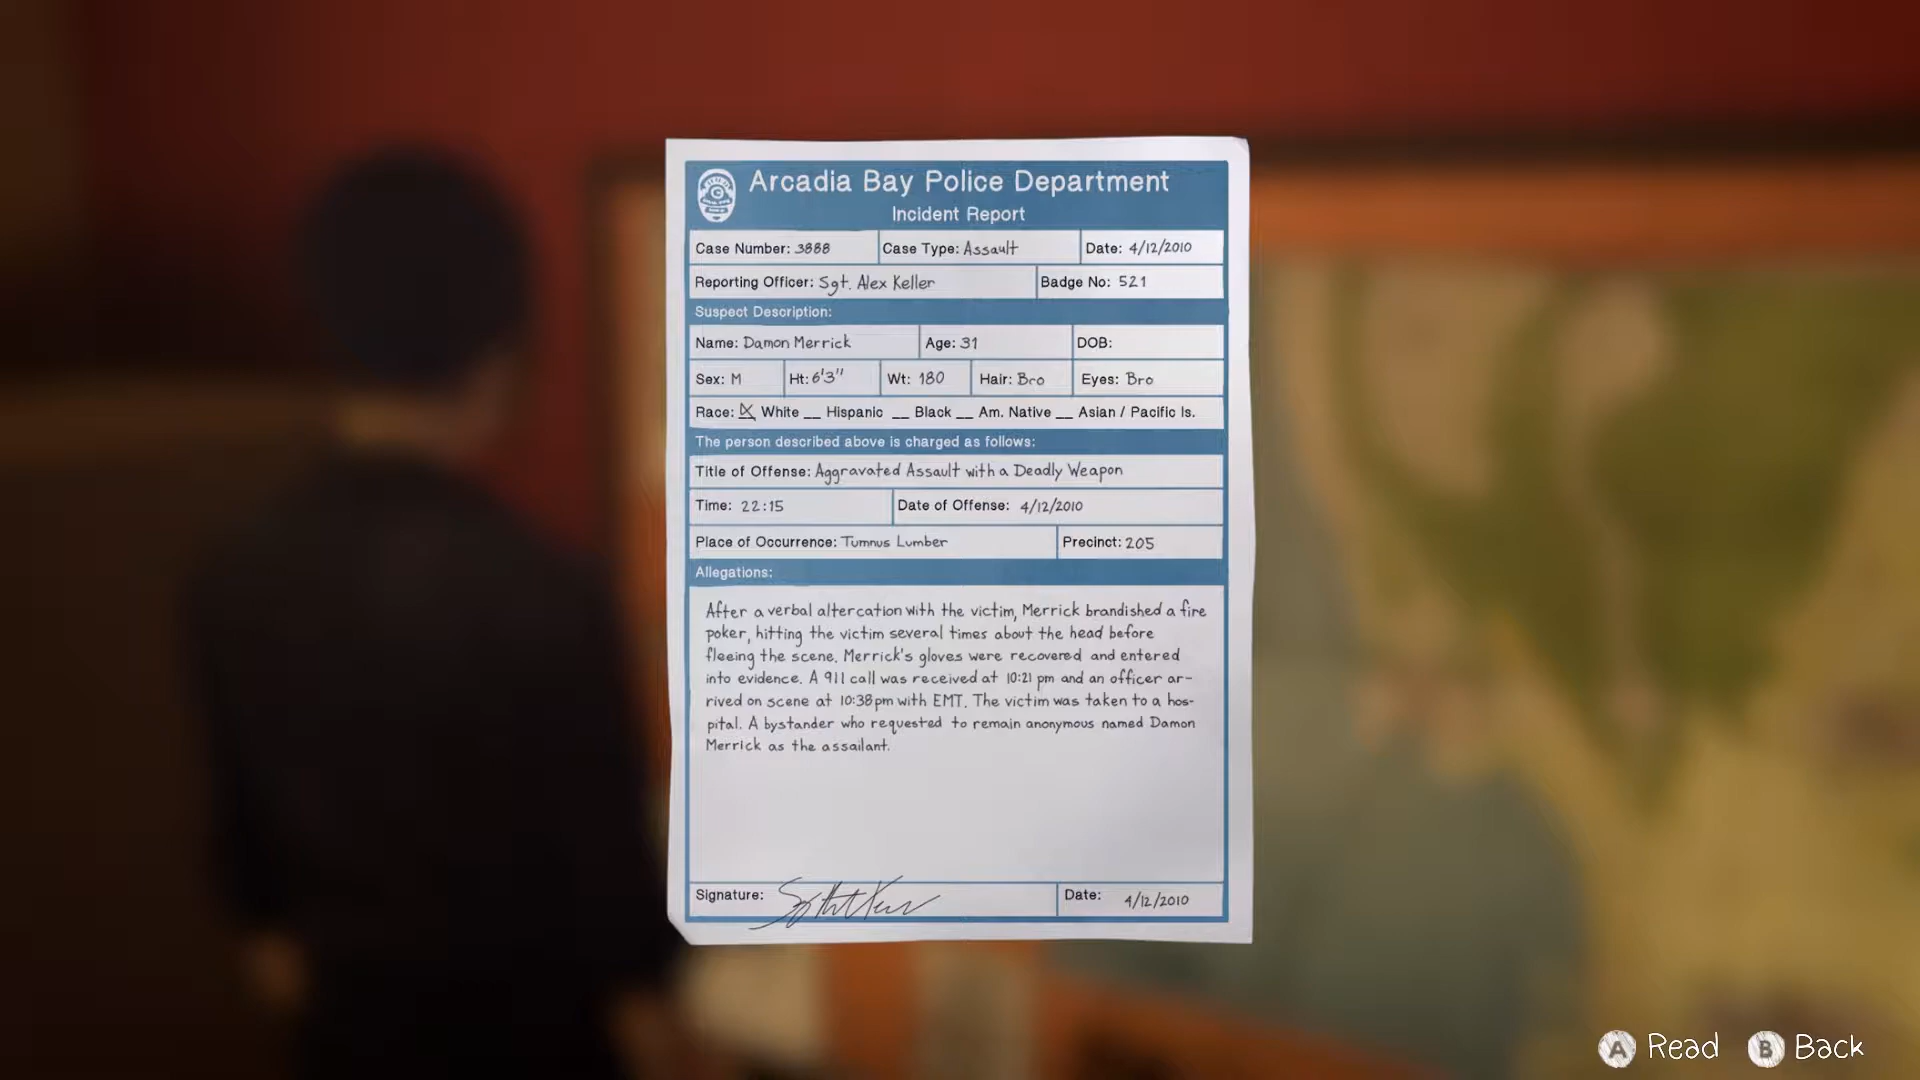 Arcadia Bay Police Department
Incident Report
Case Number: 3888 Case Type: Assault Date: 4/12/2010
Reporting Officer: Sgt. Alex Keller Badge No: 521
Suspect Description:
Name: Damon Merrick Age: 31 DOB:
Sex: M Ht: 6'3" Wt: 180 Hair: Bro Eyes: Bro
Race: X White __ Hispanic __ Black __ Am. Native __ Asian / Pacific Is.
The person described above is charged as follows:
Title of Offense: Aggravated Assault with a Deadly Weapon
Time: 22:15 Date of Offense: 4/12/2010
Place of Occurrence: Tumnus Lumber Precinct: 205
Allegations:
After a verbal altercation with the victim, Merrick brandished a fire
poker, hitting the victim several times about the head before
fleeing the scene. Merrick's gloves were recovered and entered
into evidence. A 911 call was received at 10:21 pm and an officer ar-
rived on scene at 10:38pm with EMT. The victim was taken to a hos-
pital. A bystander who requested to remain anonymous named Damon
Merrick as the assailant.
Signature: Date: 4/12/2010
A Read B Back